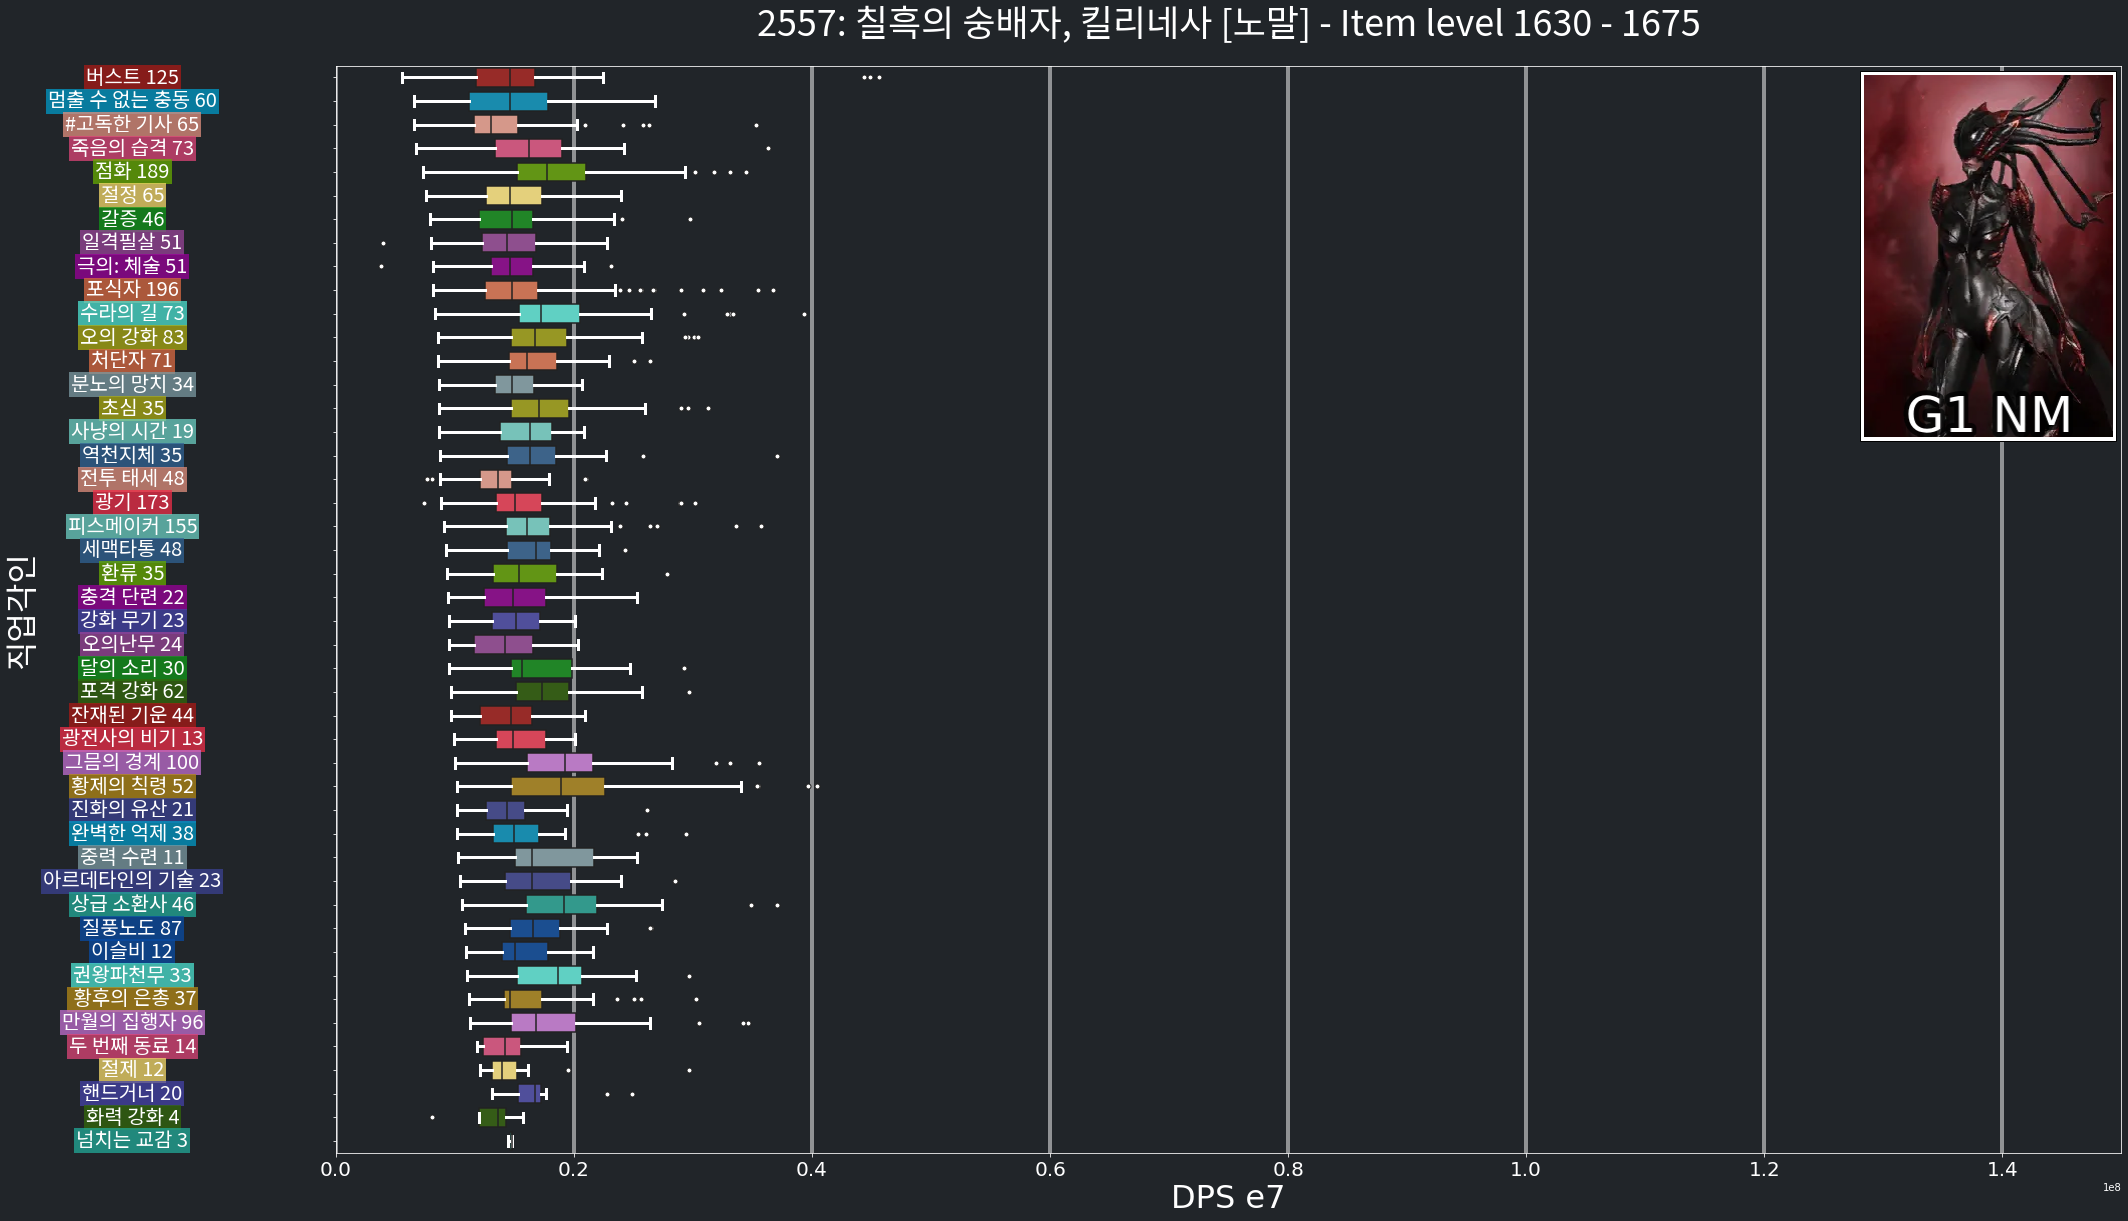 2557: 칠흑의 숭배자, 킬리네사 [노말] - Item level 1630 - 1675
직업각인
버스트 125
멈출 수 없는 충동 60
#고독한 기사 65
죽음의 습격 73
점화 189
절정 65
갈증 46
일격필살 51
극의: 체술 51
포식자 196
수라의 길 73
오의 강화 83
처단자 71
분노의 망치 34
초심 35
사냥의 시간 19
역천지체 35
전투 태세 48
광기 173
피스메이커 155
세맥타통 48
환류 35
충격 단련 22
강화 무기 23
오의난무 24
달의 소리 30
포격 강화 62
잔재된 기운 44
광전사의 비기 13
그믐의 경계 100
황제의 칙령 52
진화의 유산 21
완벽한 억제 38
중력 수련 11
아르데타인의 기술 23
상급 소환사 46
질풍노도 87
이슬비 12
권왕파천무 33
황후의 은총 37
만월의 집행자 96
두 번째 동료 14
절제 12
핸드거너 20
화력 강화 4
넘치는 교감 3
G1 NM
0.0 0.2 0.4 0.6 0.8 1.0 1.2 1.4
1e8
DPS e7